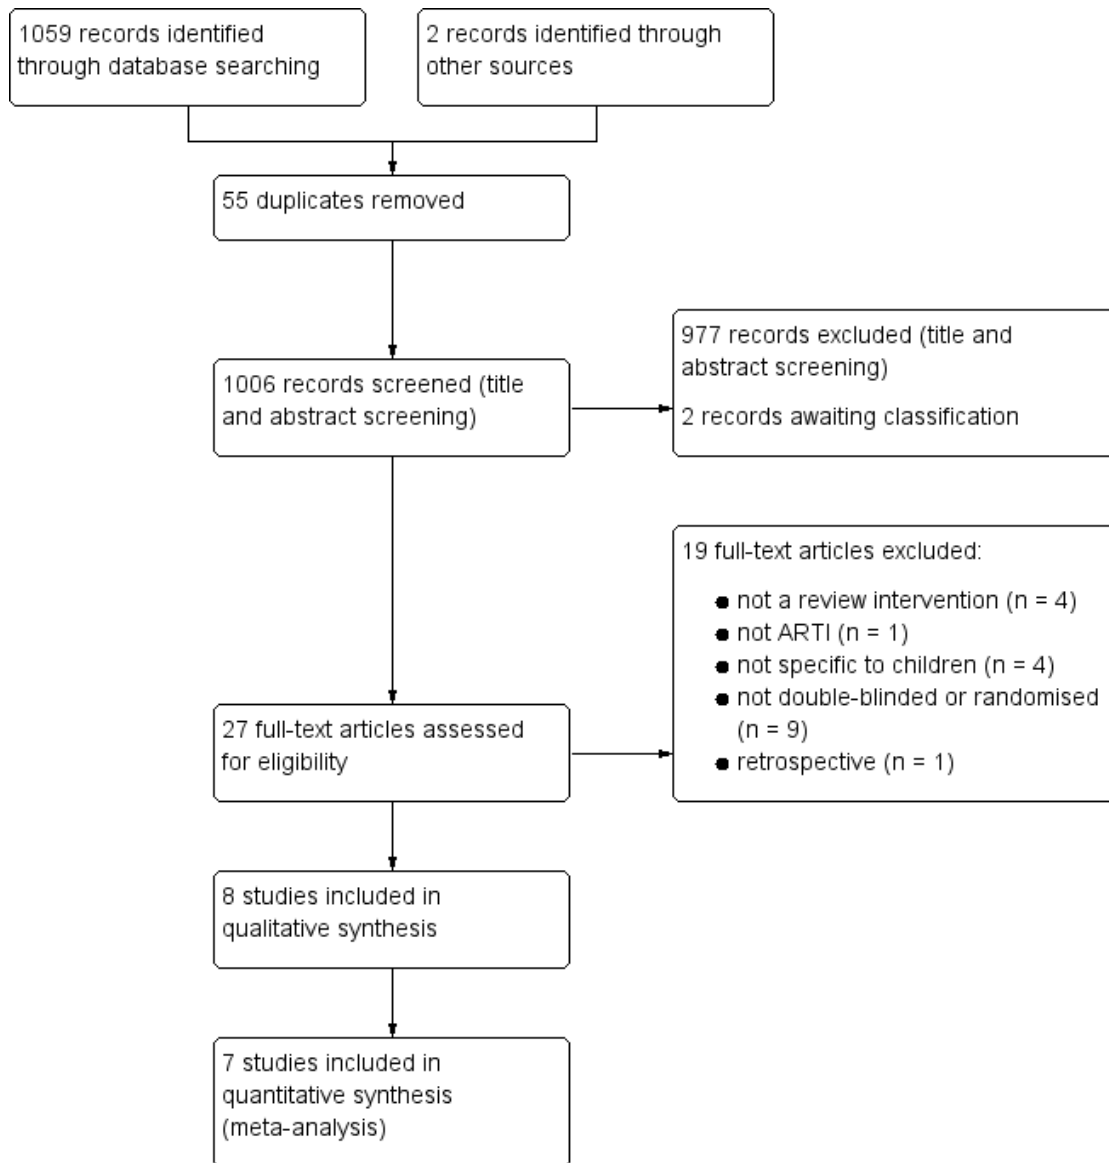 1059 records identified
through database searching
2 records identified through
other sources
55 duplicates removed
1006 records screened (title
and abstract screening)
977 records excluded (title and
abstract screening)
2 records awaiting classification
27 full-text articles assessed
for eligibility
19 full-text articles excluded:
● not a review intervention (n = 4)
● not ARTI (n = 1)
● not specific to children (n = 4)
● not double-blinded or randomised
(n = 9)
● retrospective (n = 1)
8 studies included in
qualitative synthesis
7 studies included in
quantitative synthesis
(meta-analysis)